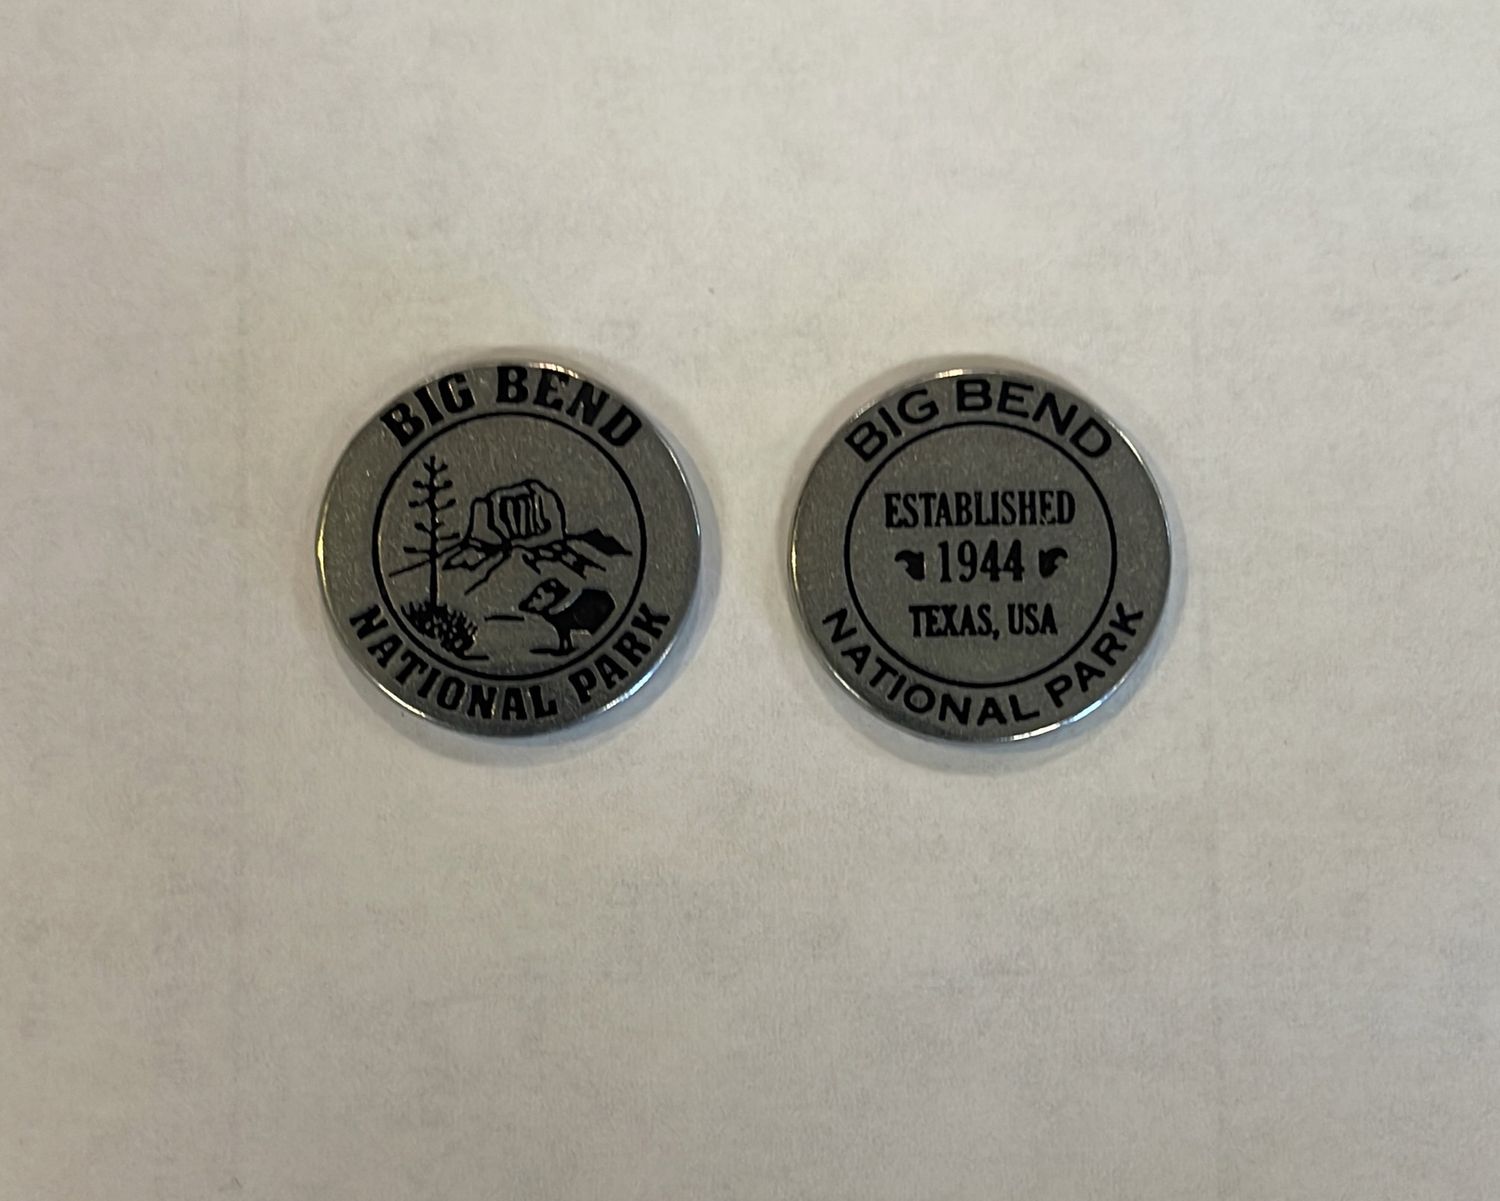 BIG BEND
NATIONAL PARK
BIG BEND
ESTABLISHED
1944
TEXAS, USA
NATIONAL PARK